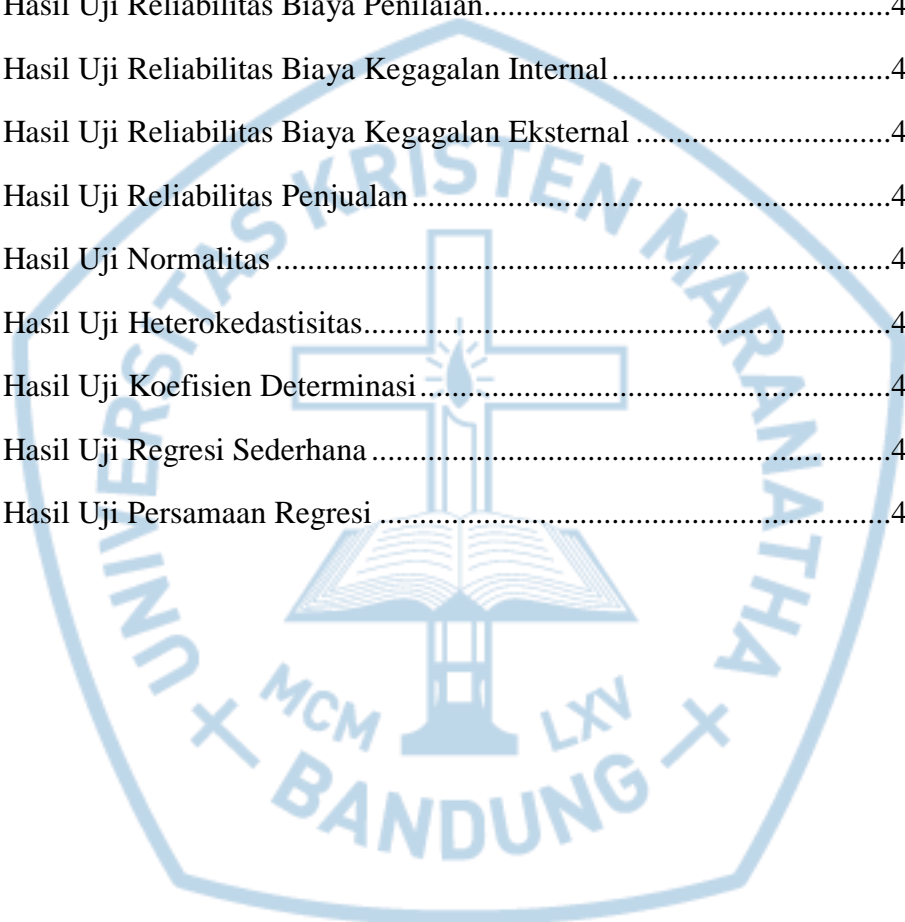 Hasil Uji Reliabilitas Biaya Penilaian....................................................4
Hasil Uji Reliabilitas Biaya Kegagalan Internal...................................4
Hasil Uji Reliabilitas Biaya Kegagalan Eksternal................................4
Hasil Uji Reliabilitas Penjualan............................................................4
Hasil Uji Normalitas.............................................................................4
Hasil Uji Heterokedastisitas..................................................................4
Hasil Uji Koefisien Determinasi...........................................................4
Hasil Uji Regresi Sederhana.................................................................4
Hasil Uji Persamaan Regresi................................................................4
UNIVERSITAS KRISTEN MARANATHA
MCM LXV
BANDUNG